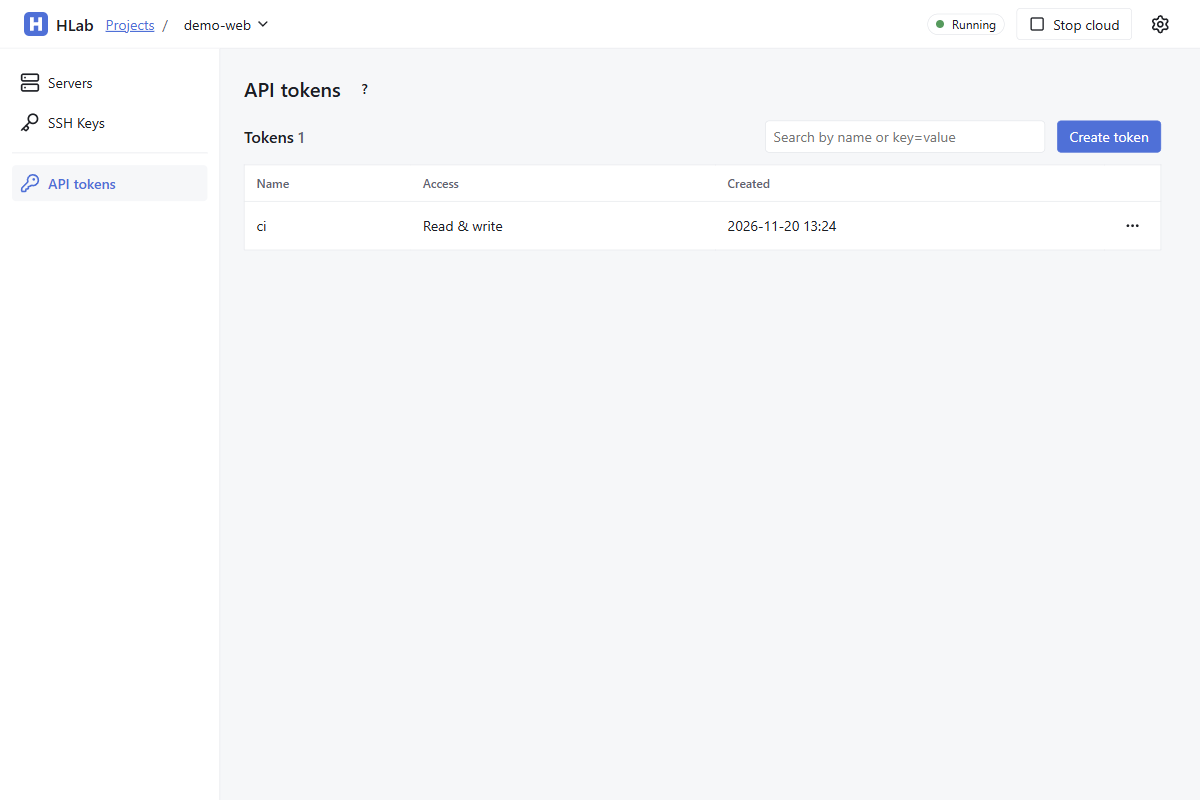 H HLab Projects / demo-web Running Stop cloud
Servers
SSH Keys
API tokens
API tokens ?
Tokens 1 Search by name or key=value Create token
Name Access Created
ci Read & write 2026-11-20 13:24